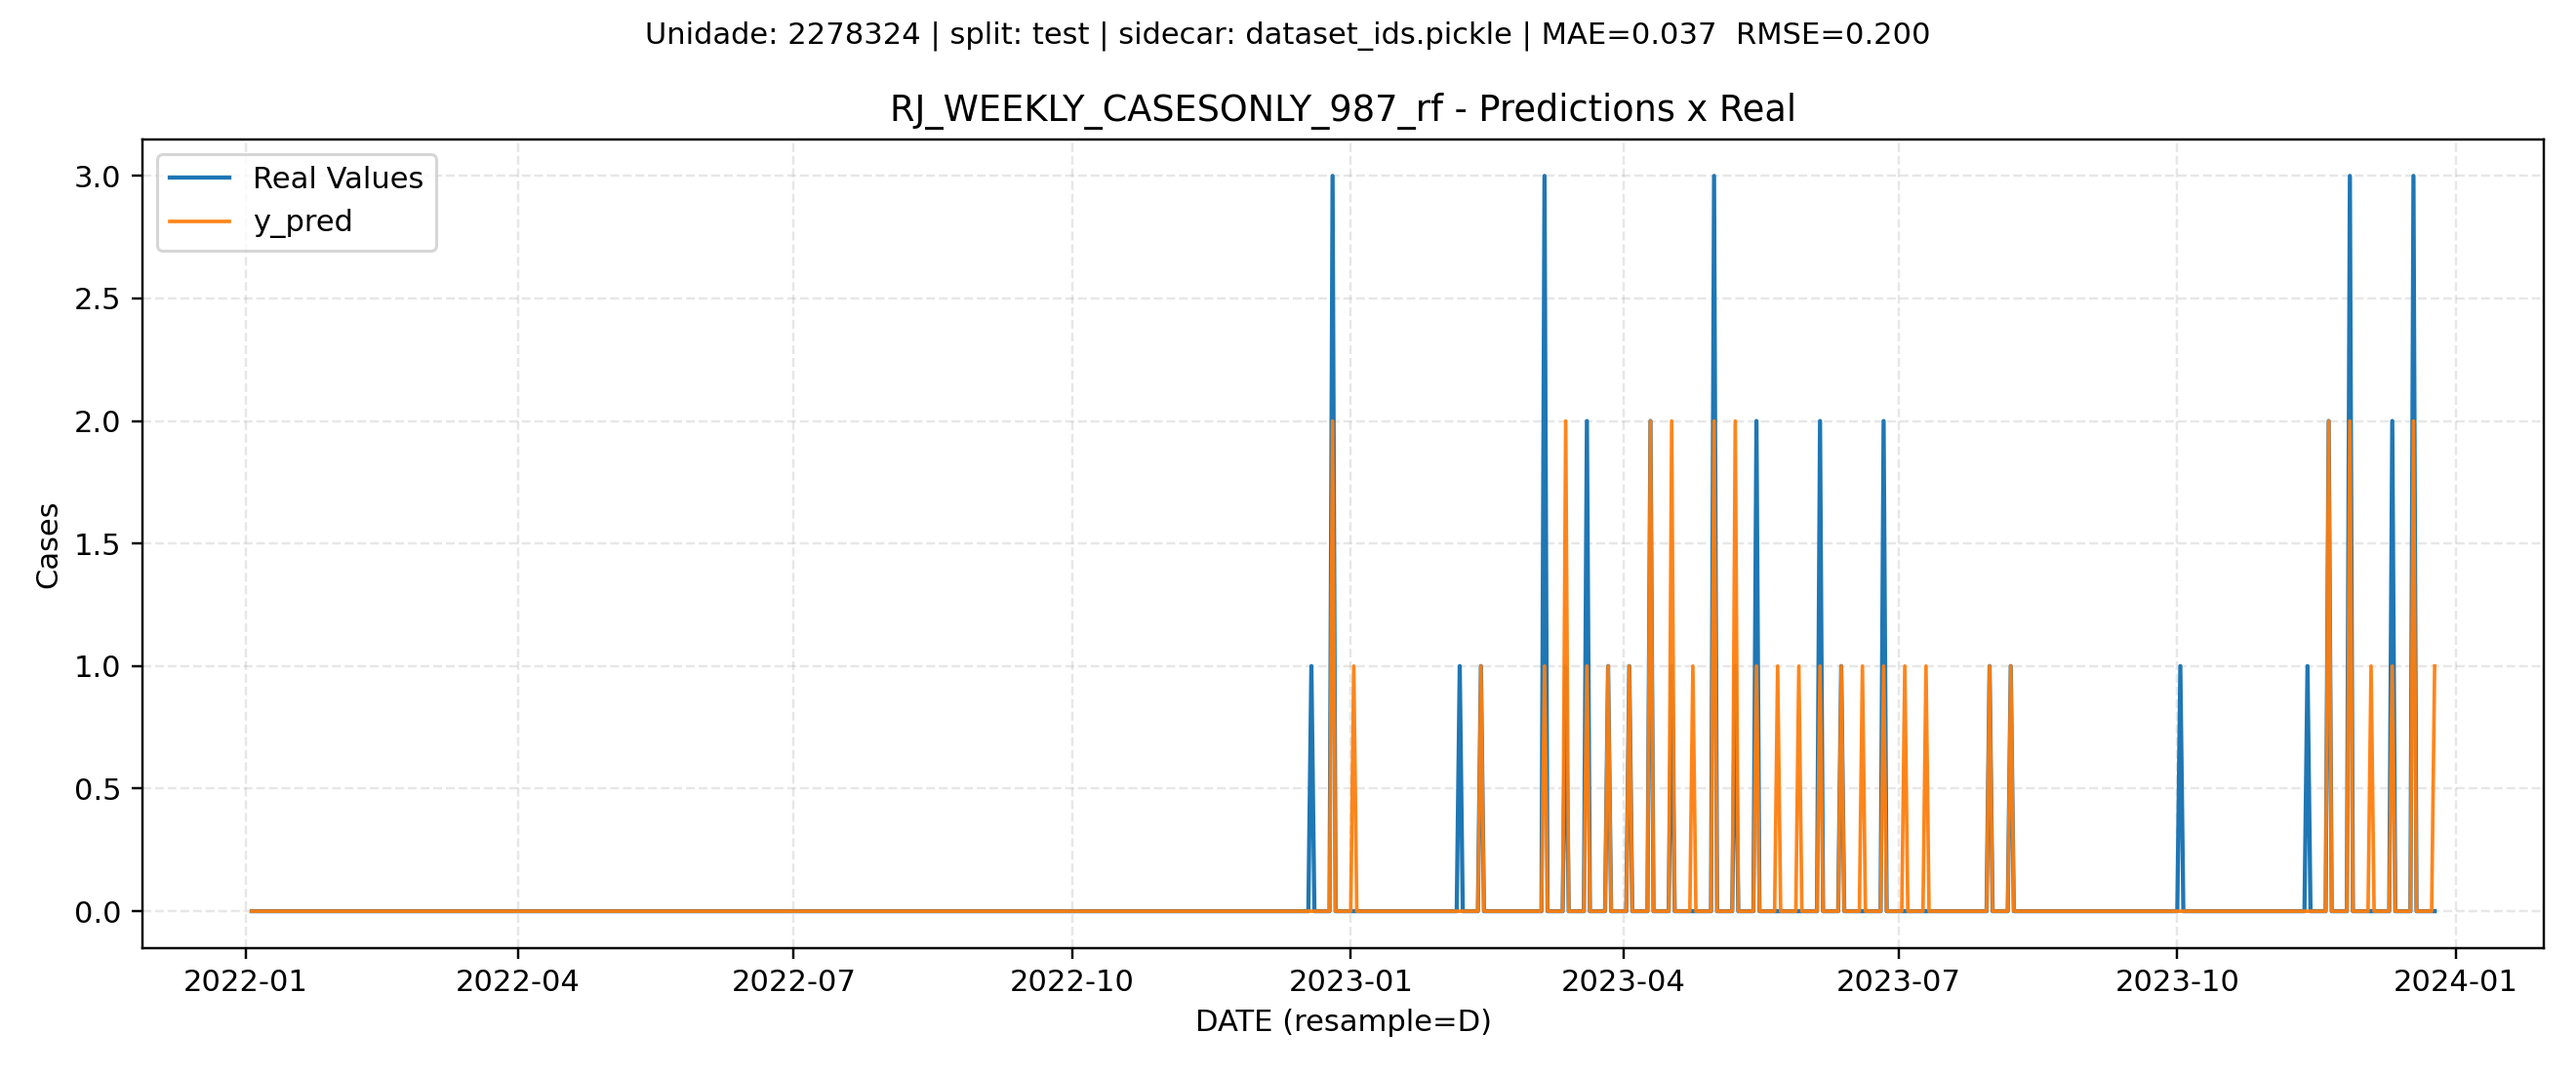 Unidade: 2278324 | split: test | sidecar: dataset_ids.pickle | MAE=0.037  RMSE=0.200
RJ_WEEKLY_CASESONLY_987_rf - Predictions x Real
Real Values
y_pred
3.0
2.5
2.0
1.5
1.0
0.5
0.0
Cases
2022-01
2022-04
2022-07
2022-10
2023-01
2023-04
2023-07
2023-10
2024-01
DATE (resample=D)